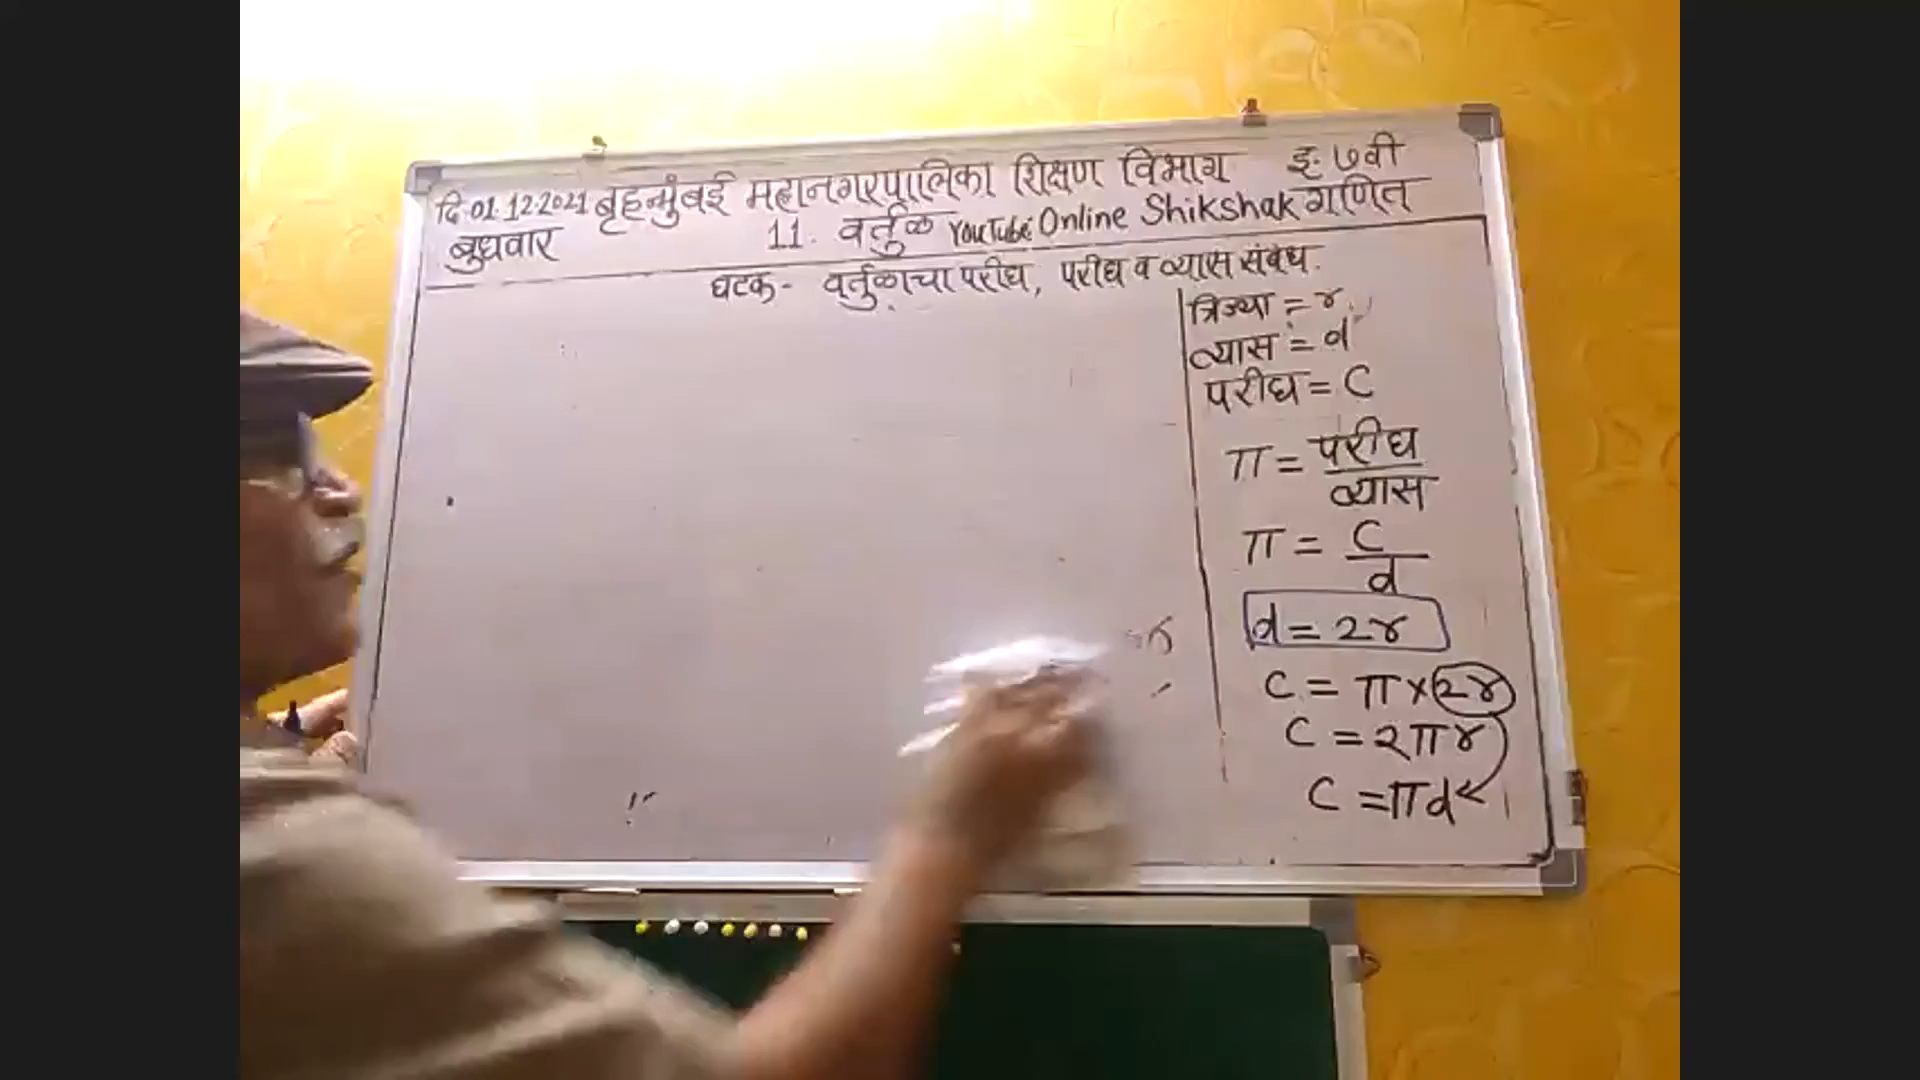 बृहन्मुंबई महानगरपालिका शिक्षण विभाग इ. ७वी
दि. 01.12.2021
बुधवार
11. वर्तुळ YouTube: Online Shikshak गणित
घटक - वर्तुळाचा परीघ, परीघ व व्यास संबंध.
त्रिज्या = r
व्यास = d
परीघ = C
π = परीघ / व्यास
π = C / d
d = 2r
C = π × 2r
C = 2πr
C = πd